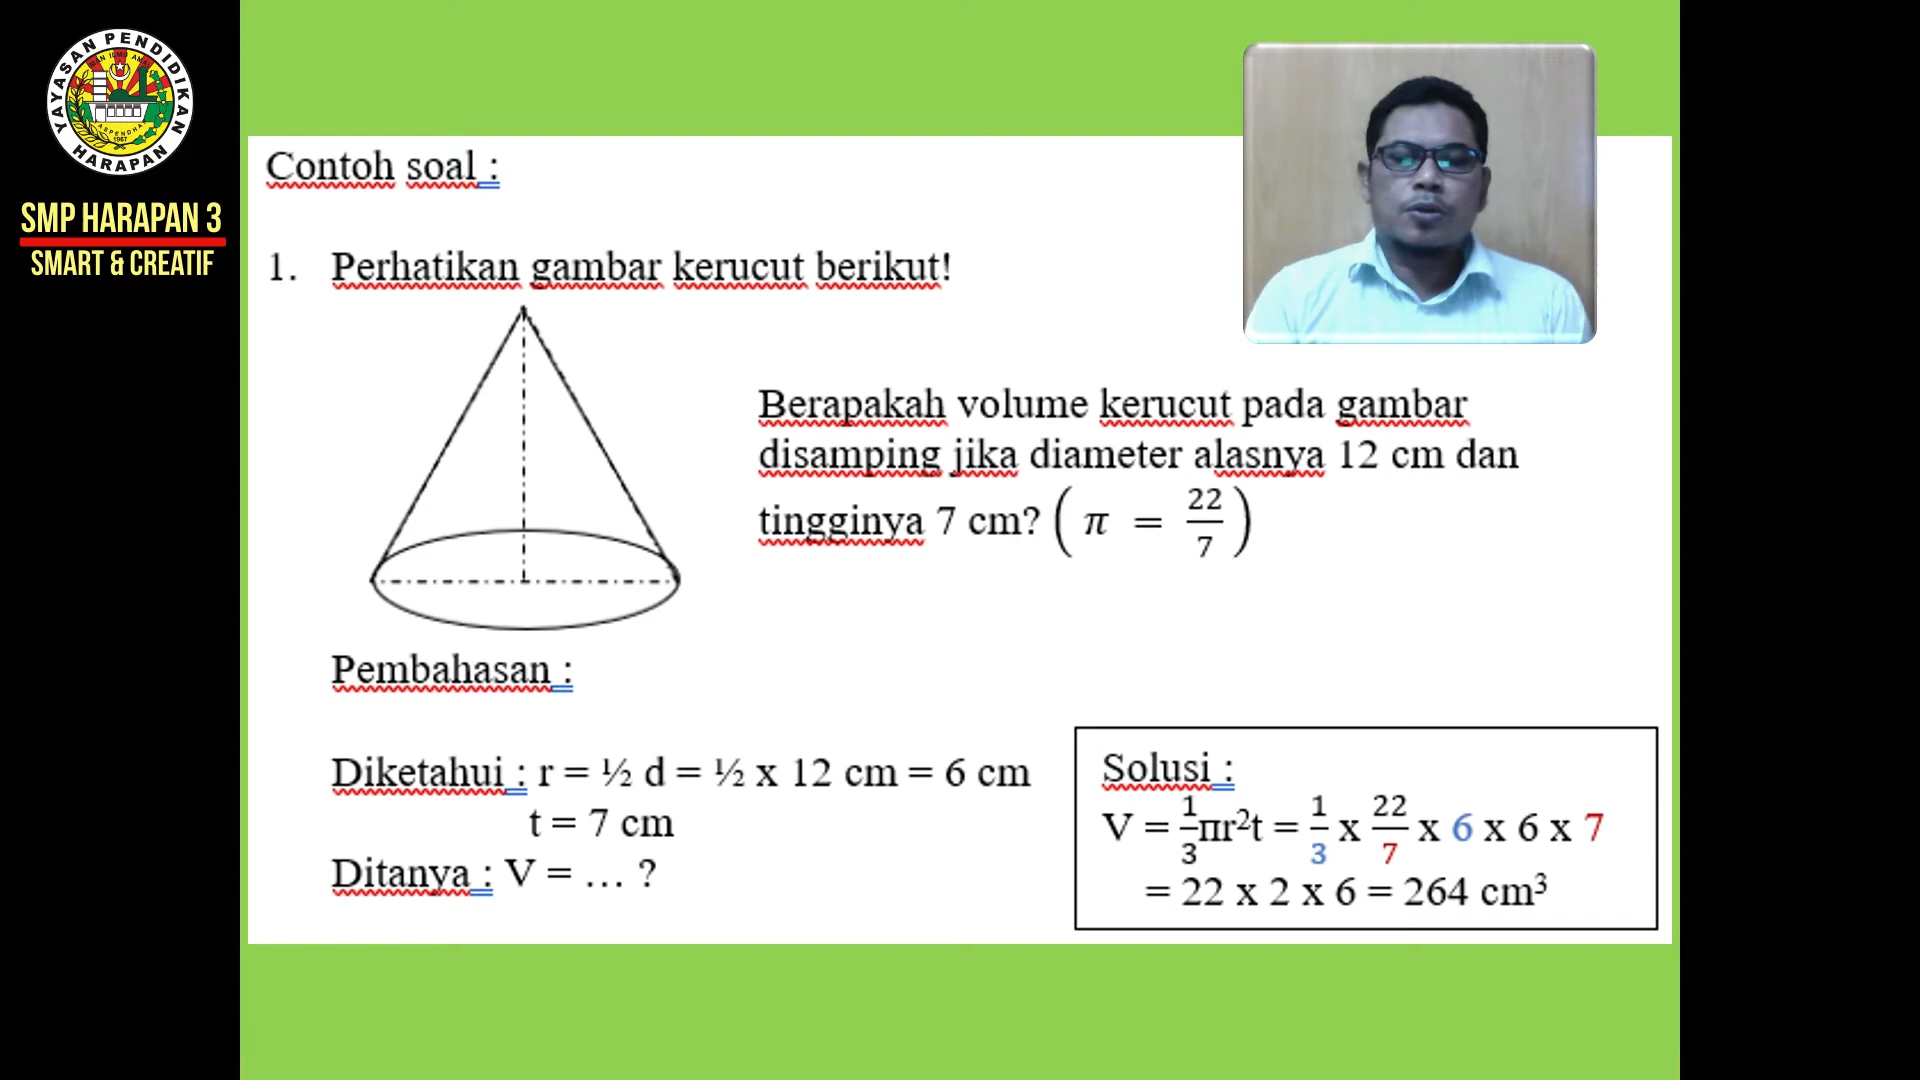 YAYASAN PENDIDIKAN
HARAPAN
ASPENDHAR
1967
SMP HARAPAN 3
SMART & CREATIF
Contoh soal :
1. Perhatikan gambar kerucut berikut!
Berapakah volume kerucut pada gambar
disamping jika diameter alasnya 12 cm dan
tingginya 7 cm? ( π = 22/7 )
Pembahasan :
Diketahui : r = ½ d = ½ x 12 cm = 6 cm
t = 7 cm
Ditanya : V = … ?
Solusi :
V = 1/3 πr²t = 1/3 x 22/7 x 6 x 6 x 7
= 22 x 2 x 6 = 264 cm³